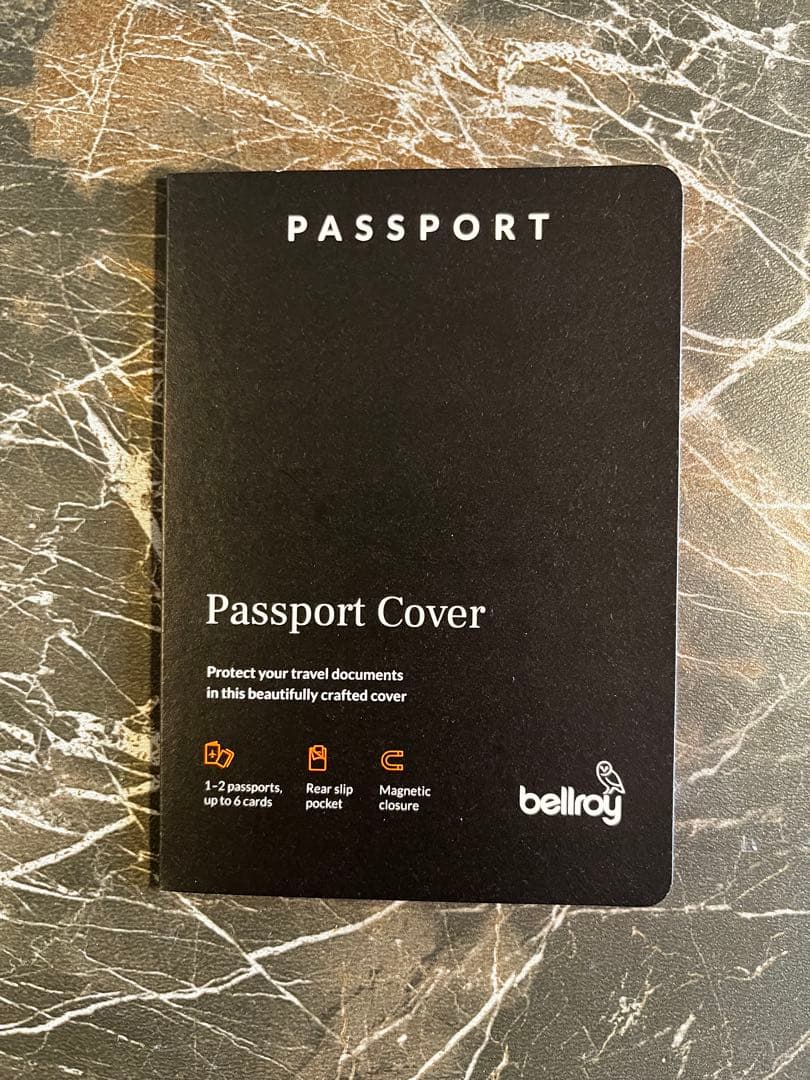 PASSPORT
Passport Cover
Protect your travel documents
in this beautifully crafted cover
1–2 passports,
up to 6 cards
Rear slip
pocket
Magnetic
closure
bellroy